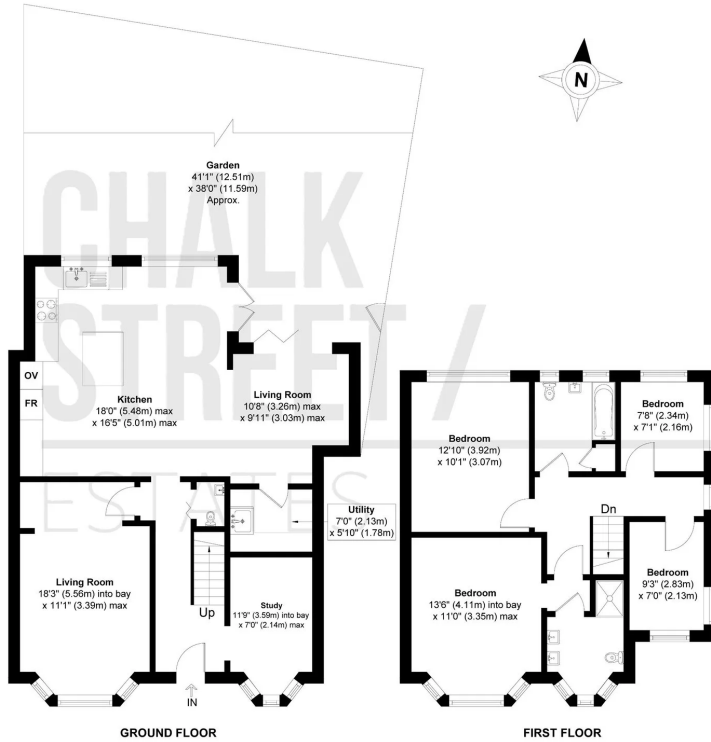 N
Garden
41'1" (12.51m)
x 38'0" (11.59m)
Approx.
CHALK
STREET /
ESTATES
OV
FR
Kitchen
18'0" (5.48m) max
x 16'5" (5.01m) max
Living Room
10'8" (3.26m) max
x 9'11" (3.03m) max
Utility
7'0" (2.13m)
x 5'10" (1.78m)
Living Room
18'3" (5.56m) into bay
x 11'1" (3.39m) max
Up
Study
11'9" (3.59m) into bay
x 7'0" (2.14m) max
IN
GROUND FLOOR
Bedroom
12'10" (3.92m)
x 10'1" (3.07m)
Bedroom
7'8" (2.34m)
x 7'1" (2.16m)
Dn
Bedroom
13'6" (4.11m) into bay
x 11'0" (3.35m) max
Bedroom
9'3" (2.83m)
x 7'0" (2.13m)
FIRST FLOOR